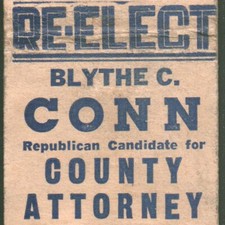 RE-ELECT
BLYTHE C.
CONN
Republican Candidate for
COUNTY
ATTORNEY